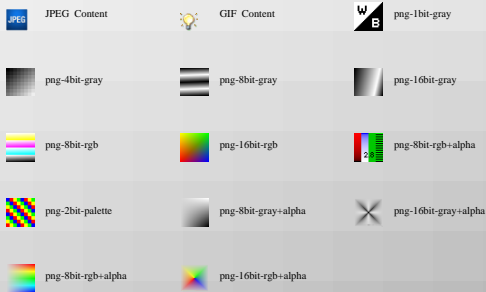 JPEG
JPEG Content
GIF Content
W
B
png-1bit-gray
png-4bit-gray
png-8bit-gray
png-16bit-gray
png-8bit-rgb
png-16bit-rgb
2.8
png-8bit-rgb+alpha
png-2bit-palette
png-8bit-gray+alpha
png-16bit-gray+alpha
png-8bit-rgb+alpha
png-16bit-rgb+alpha